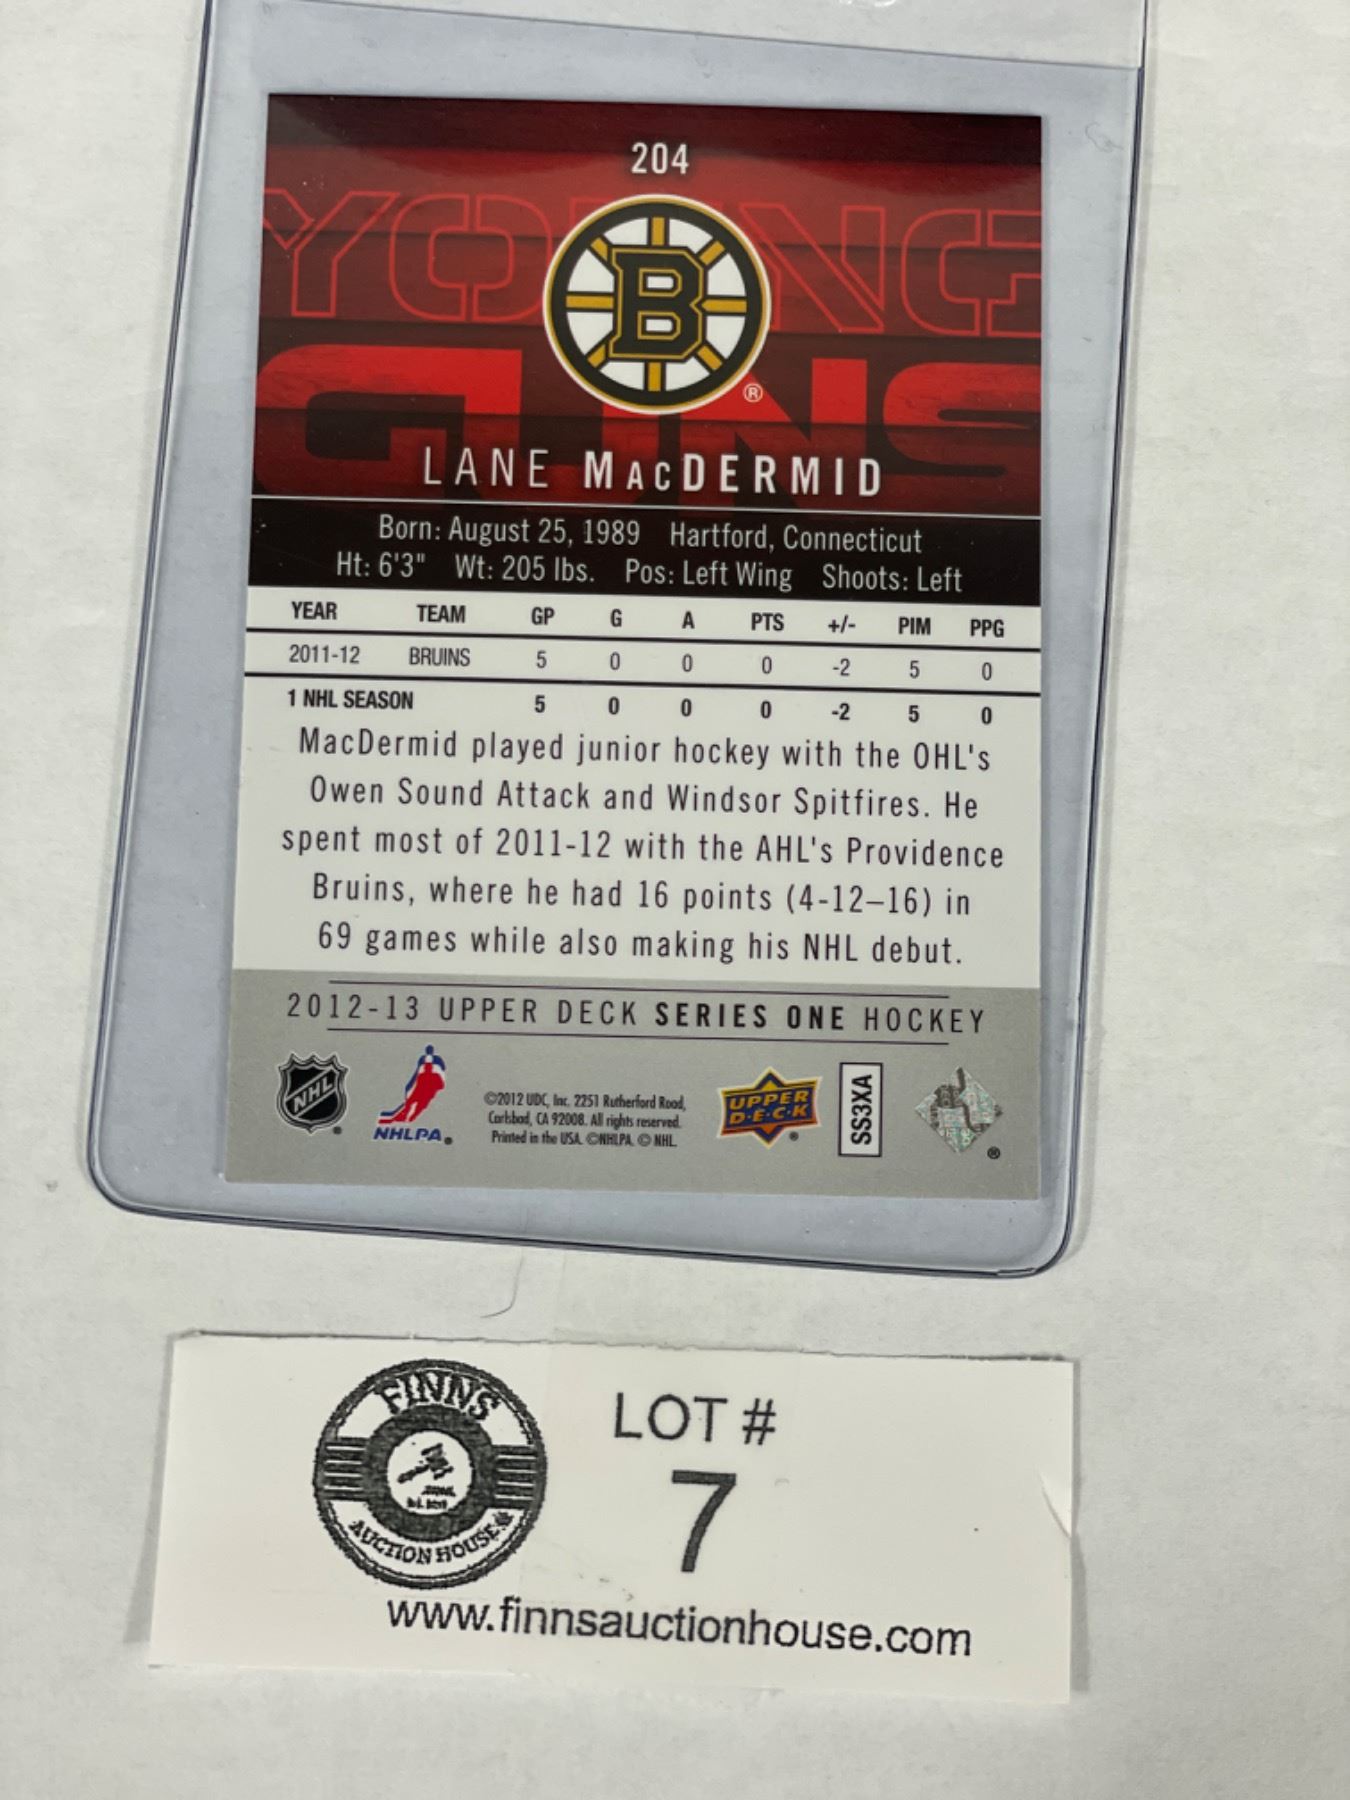 204
YOUNG
GUNS
B
®
LANE MACDERMID
Born: August 25, 1989 Hartford, Connecticut
Ht: 6'3" Wt: 205 lbs. Pos: Left Wing Shoots: Left
YEAR TEAM GP G A PTS +/- PIM PPG
2011-12 BRUINS 5 0 0 0 -2 5 0
1 NHL SEASON 5 0 0 0 -2 5 0
MacDermid played junior hockey with the OHL's
Owen Sound Attack and Windsor Spitfires. He
spent most of 2011-12 with the AHL's Providence
Bruins, where he had 16 points (4-12–16) in
69 games while also making his NHL debut.
2012-13 UPPER DECK SERIES ONE HOCKEY
NHL ®
NHLPA®
©2012 UDC, Inc. 2251 Rutherford Road,
Carlsbad, CA 92008. All rights reserved.
Printed in the USA. ©NHLPA. © NHL.
UPPER
D·E·C·K ®
SS3XA
®
FINNS
AUCTION HOUSE
LOT #
7
www.finnsauctionhouse.com